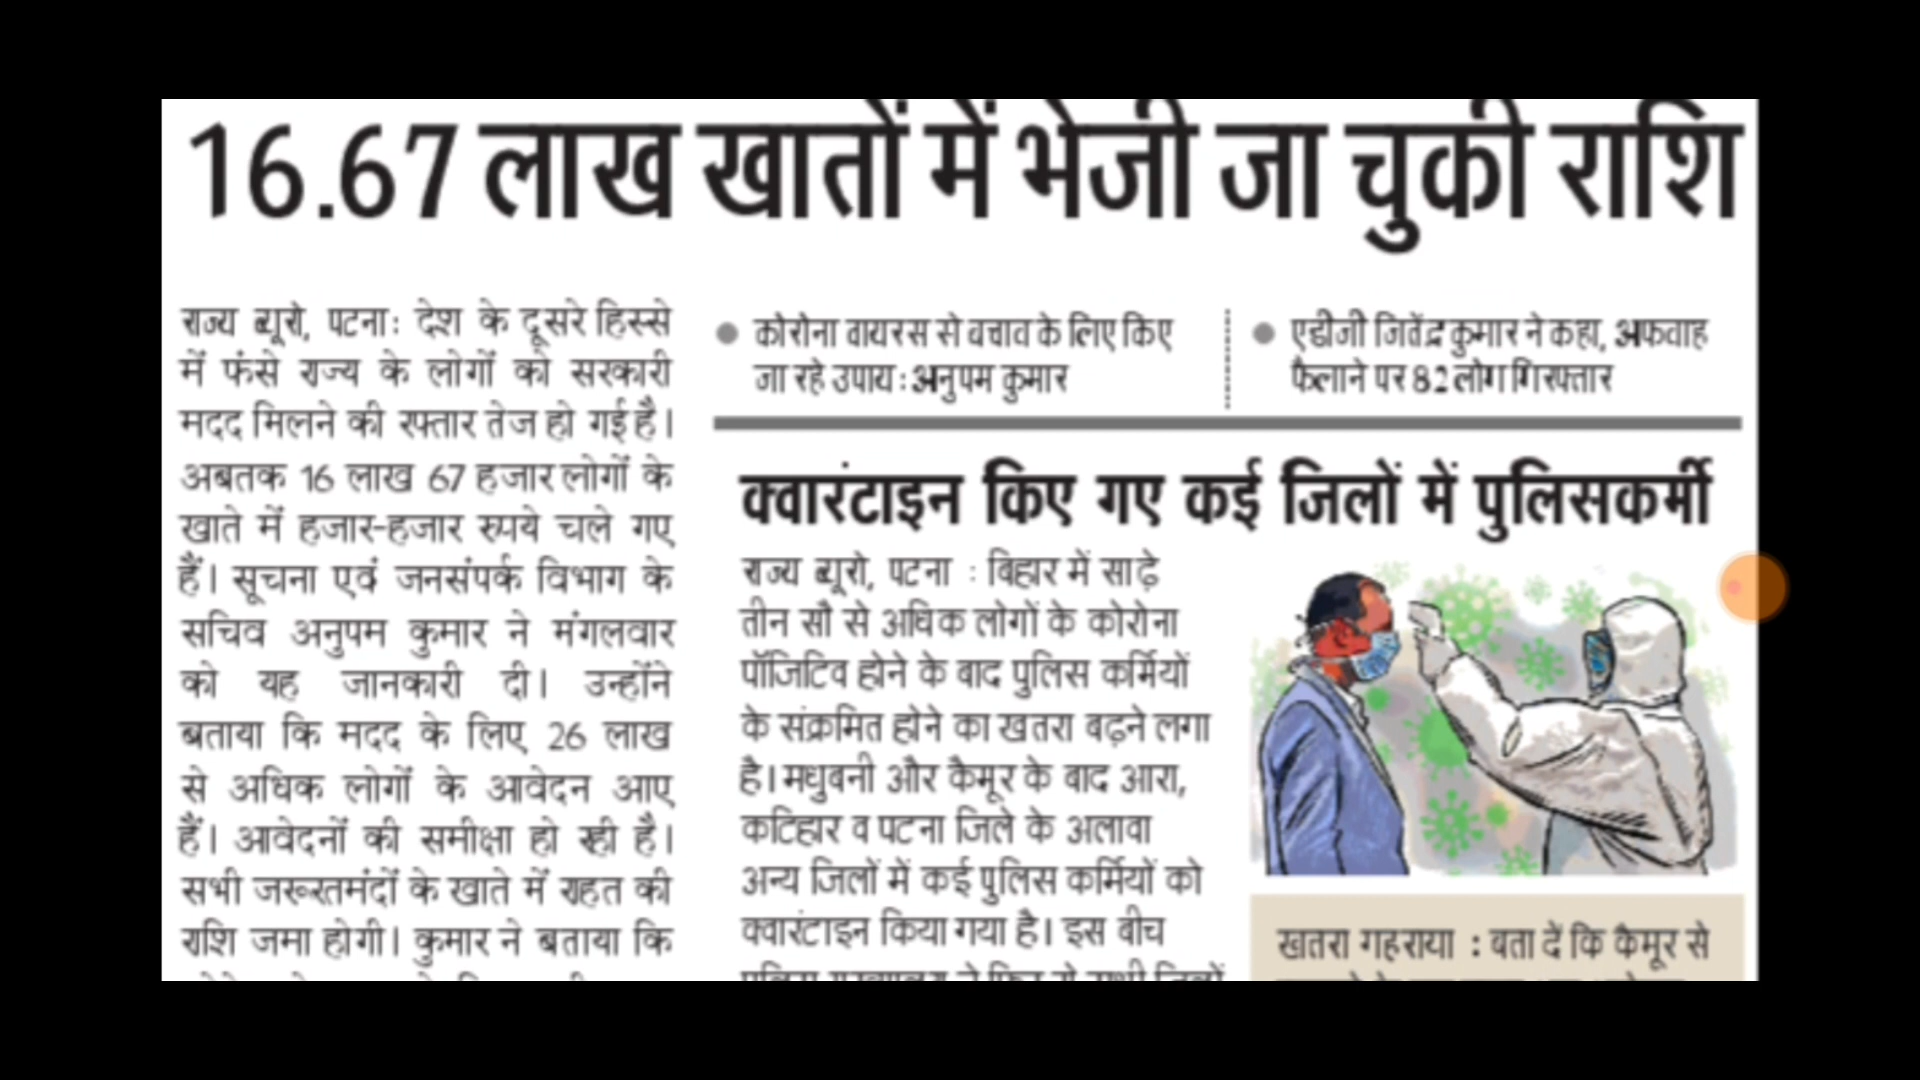 16.67 लाख खातों में भेजी जा चुकी राशि
राज्य ब्यूरो, पटना: देश के दूसरे हिस्से
में फंसे राज्य के लोगों को सरकारी
मदद मिलने की रफ्तार तेज हो गई है।
अबतक 16 लाख 67 हजार लोगों के
खाते में हजार-हजार रुपये चले गए
हैं। सूचना एवं जनसंपर्क विभाग के
सचिव अनुपम कुमार ने मंगलवार
को यह जानकारी दी। उन्होंने
बताया कि मदद के लिए 26 लाख
से अधिक लोगों के आवेदन आए
हैं। आवेदनों की समीक्षा हो रही है।
सभी जरूरतमंदों के खाते में राहत की
राशि जमा होगी। कुमार ने बताया कि
कोरोना वायरस से बचाव के लिए किए
जा रहे उपाय : अनुपम कुमार
एडीजी जितेंद्र कुमार ने कहा, अफवाह
फैलाने पर 82 लोग गिरफ्तार
क्वारंटाइन किए गए कई जिलों में पुलिसकर्मी
राज्य ब्यूरो, पटना : बिहार में साढ़े
तीन सौ से अधिक लोगों के कोरोना
पॉजिटिव होने के बाद पुलिस कर्मियों
के संक्रमित होने का खतरा बढ़ने लगा
है। मधुबनी और कैमूर के बाद आरा,
कटिहार व पटना जिले के अलावा
अन्य जिलों में कई पुलिस कर्मियों को
क्वारंटाइन किया गया है। इस बीच
खतरा गहराया : बता दें कि कैमूर से